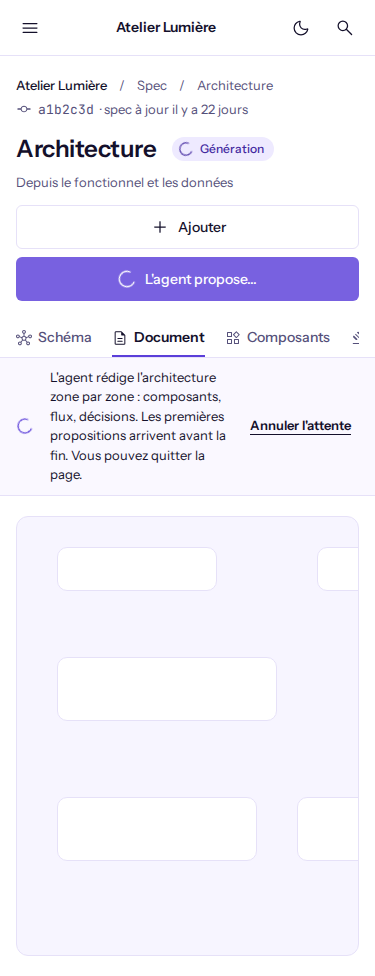 Atelier Lumière
Atelier Lumière / Spec / Architecture
a1b2c3d · spec à jour il y a 22 jours
Architecture
Génération
Depuis le fonctionnel et les données
Ajouter
L'agent propose...
Schéma Document Composants
L'agent rédige l'architecture
zone par zone : composants,
flux, décisions. Les premières
propositions arrivent avant la
fin. Vous pouvez quitter la
page.
Annuler l'attente